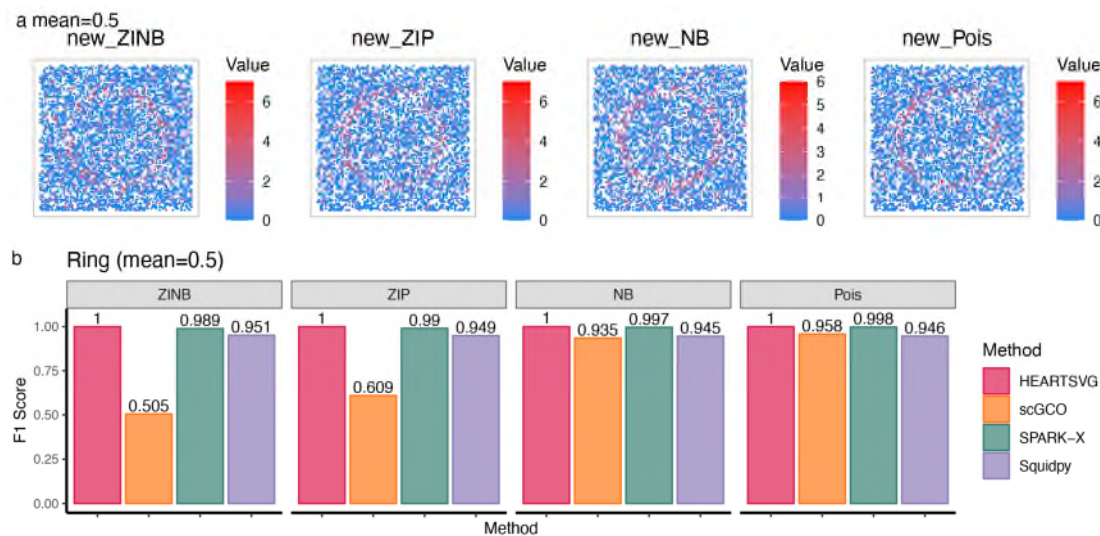 a mean=0.5
new_ZINB new_ZIP new_NB new_Pois
Value Value Value Value
6 4 2 0
6 4 2 0
6 5 4 3 2 1 0
6 4 2 0
b Ring (mean=0.5)
ZINB ZIP NB Pois
1 0.505 0.989 0.951
1 0.609 0.99 0.949
1 0.935 0.997 0.945
1 0.958 0.998 0.946
1.00
0.75
0.50
0.25
0.00
F1 Score
Method
Method
HEARTSVG
scGCO
SPARK-X
Squidpy